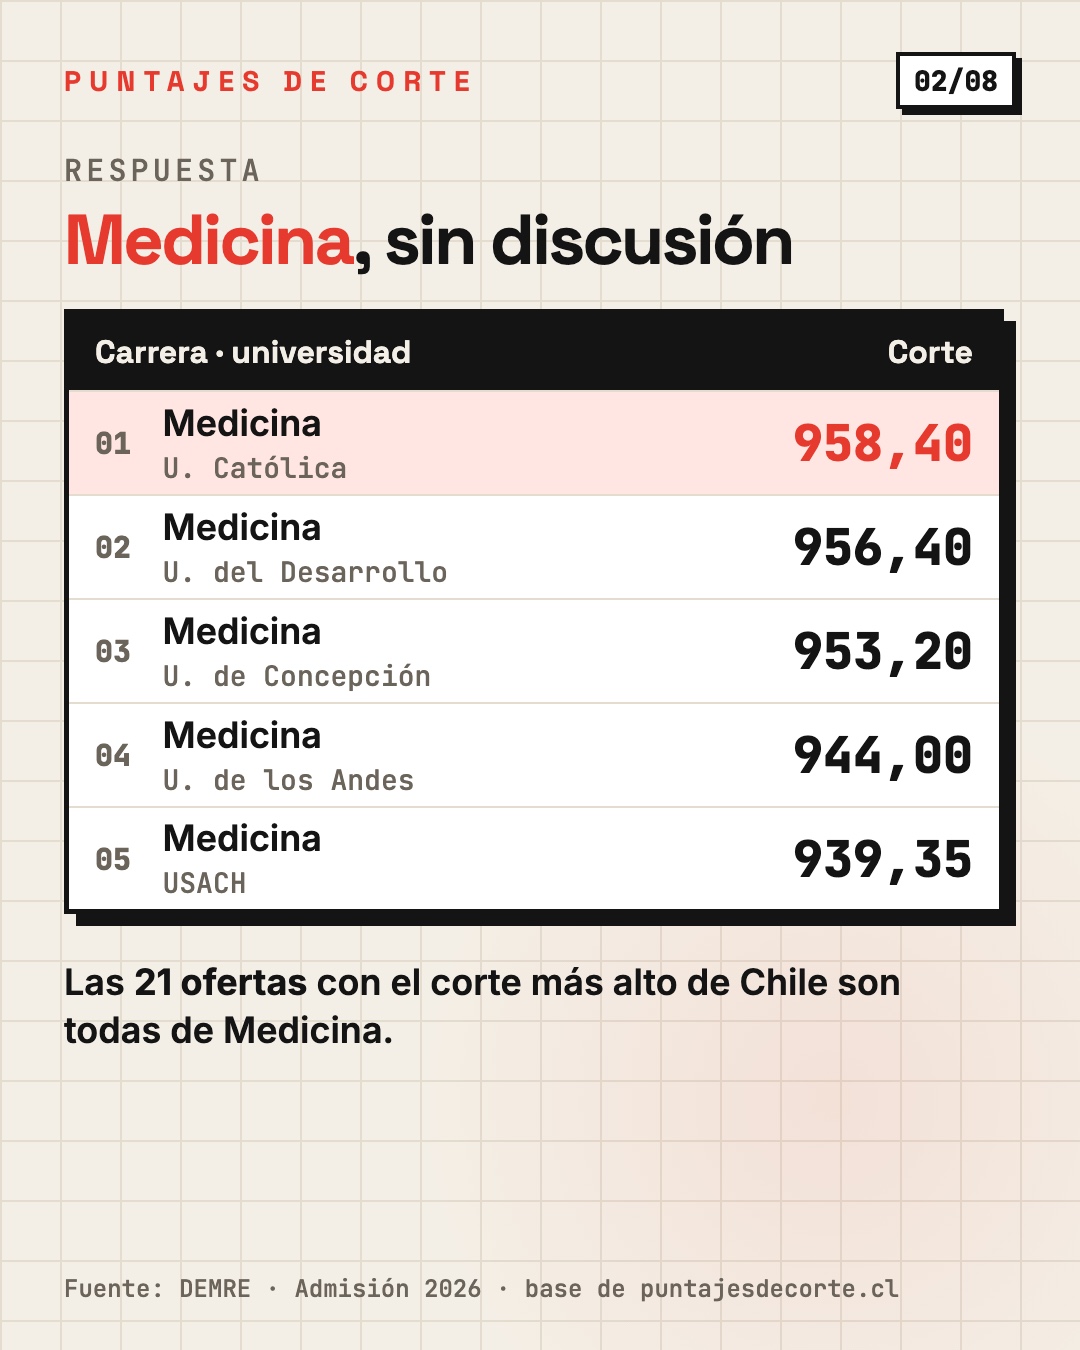 PUNTAJES DE CORTE
02/08
RESPUESTA
Medicina, sin discusión
Carrera · universidad Corte
01 Medicina 958,40
U. Católica
02 Medicina 956,40
U. del Desarrollo
03 Medicina 953,20
U. de Concepción
04 Medicina 944,00
U. de los Andes
05 Medicina 939,35
USACH
Las 21 ofertas con el corte más alto de Chile son
todas de Medicina.
Fuente: DEMRE · Admisión 2026 · base de puntajesdecorte.cl